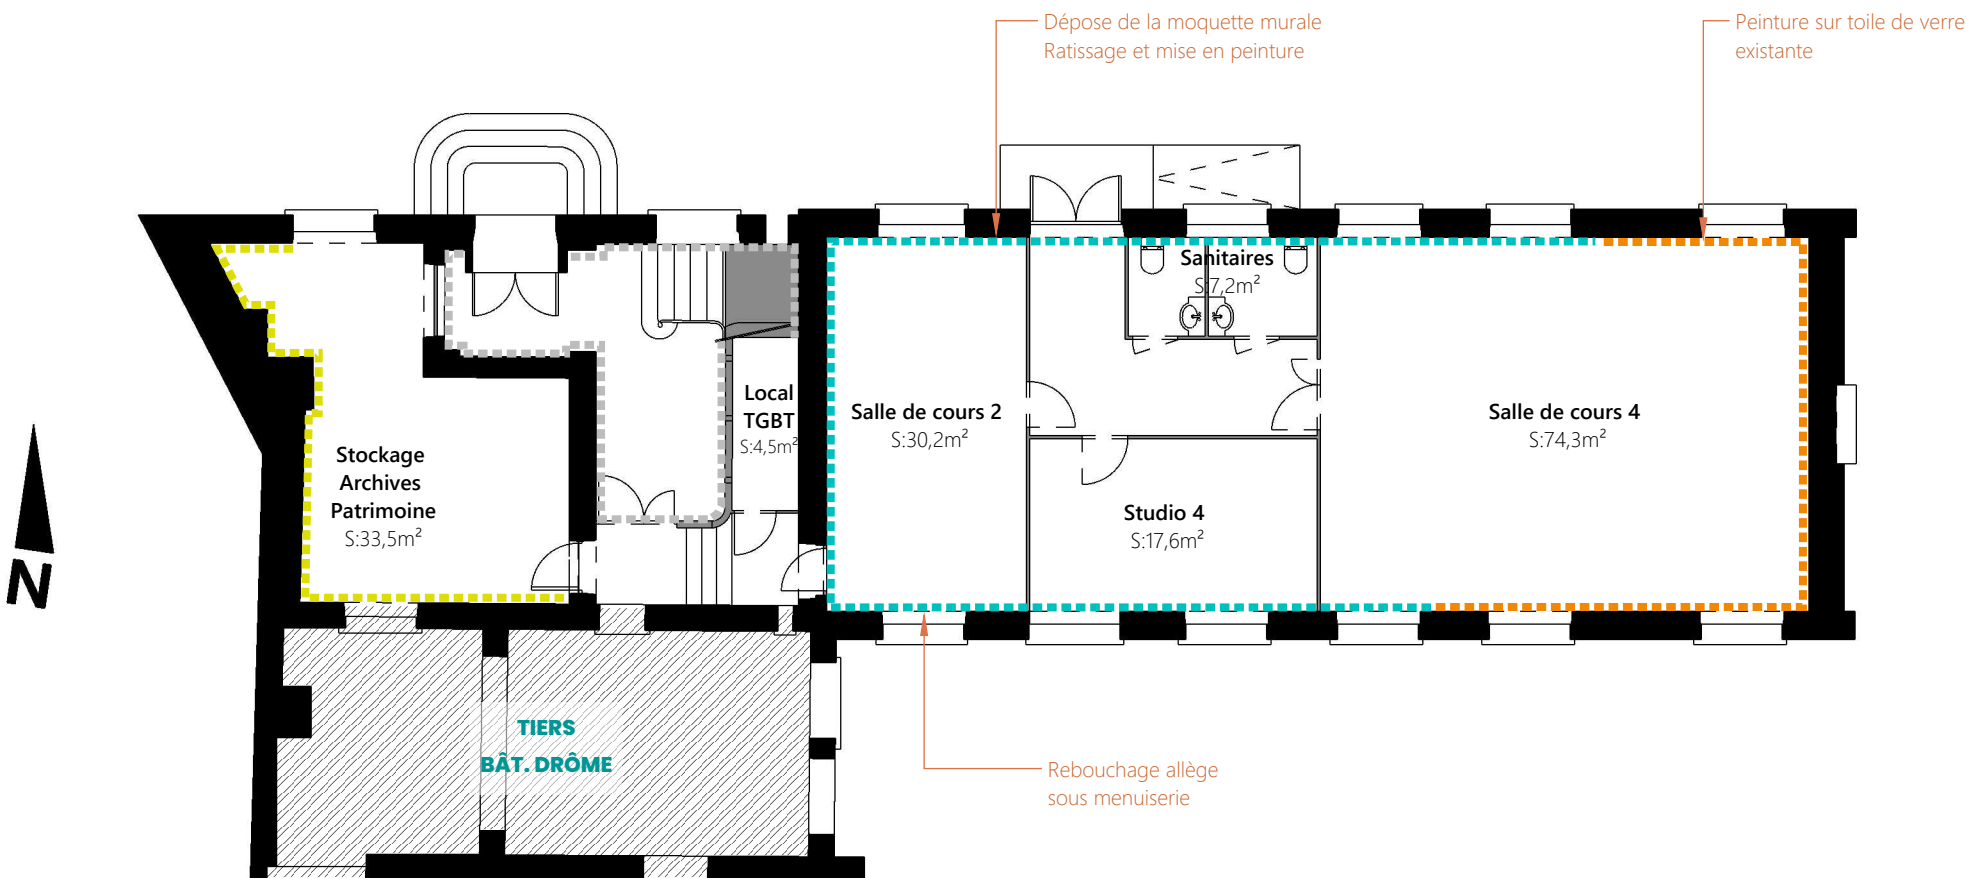 Dépose de la moquette murale
Ratissage et mise en peinture
Peinture sur toile de verre
existante
Sanitaires
S:7,2m²
Local
TGBT
S:4,5m²
Salle de cours 2
S:30,2m²
Salle de cours 4
S:74,3m²
Stockage
Archives
Patrimoine
S:33,5m²
Studio 4
S:17,6m²
N
TIERS
BÂT. DRÔME
Rebouchage allège
sous menuiserie